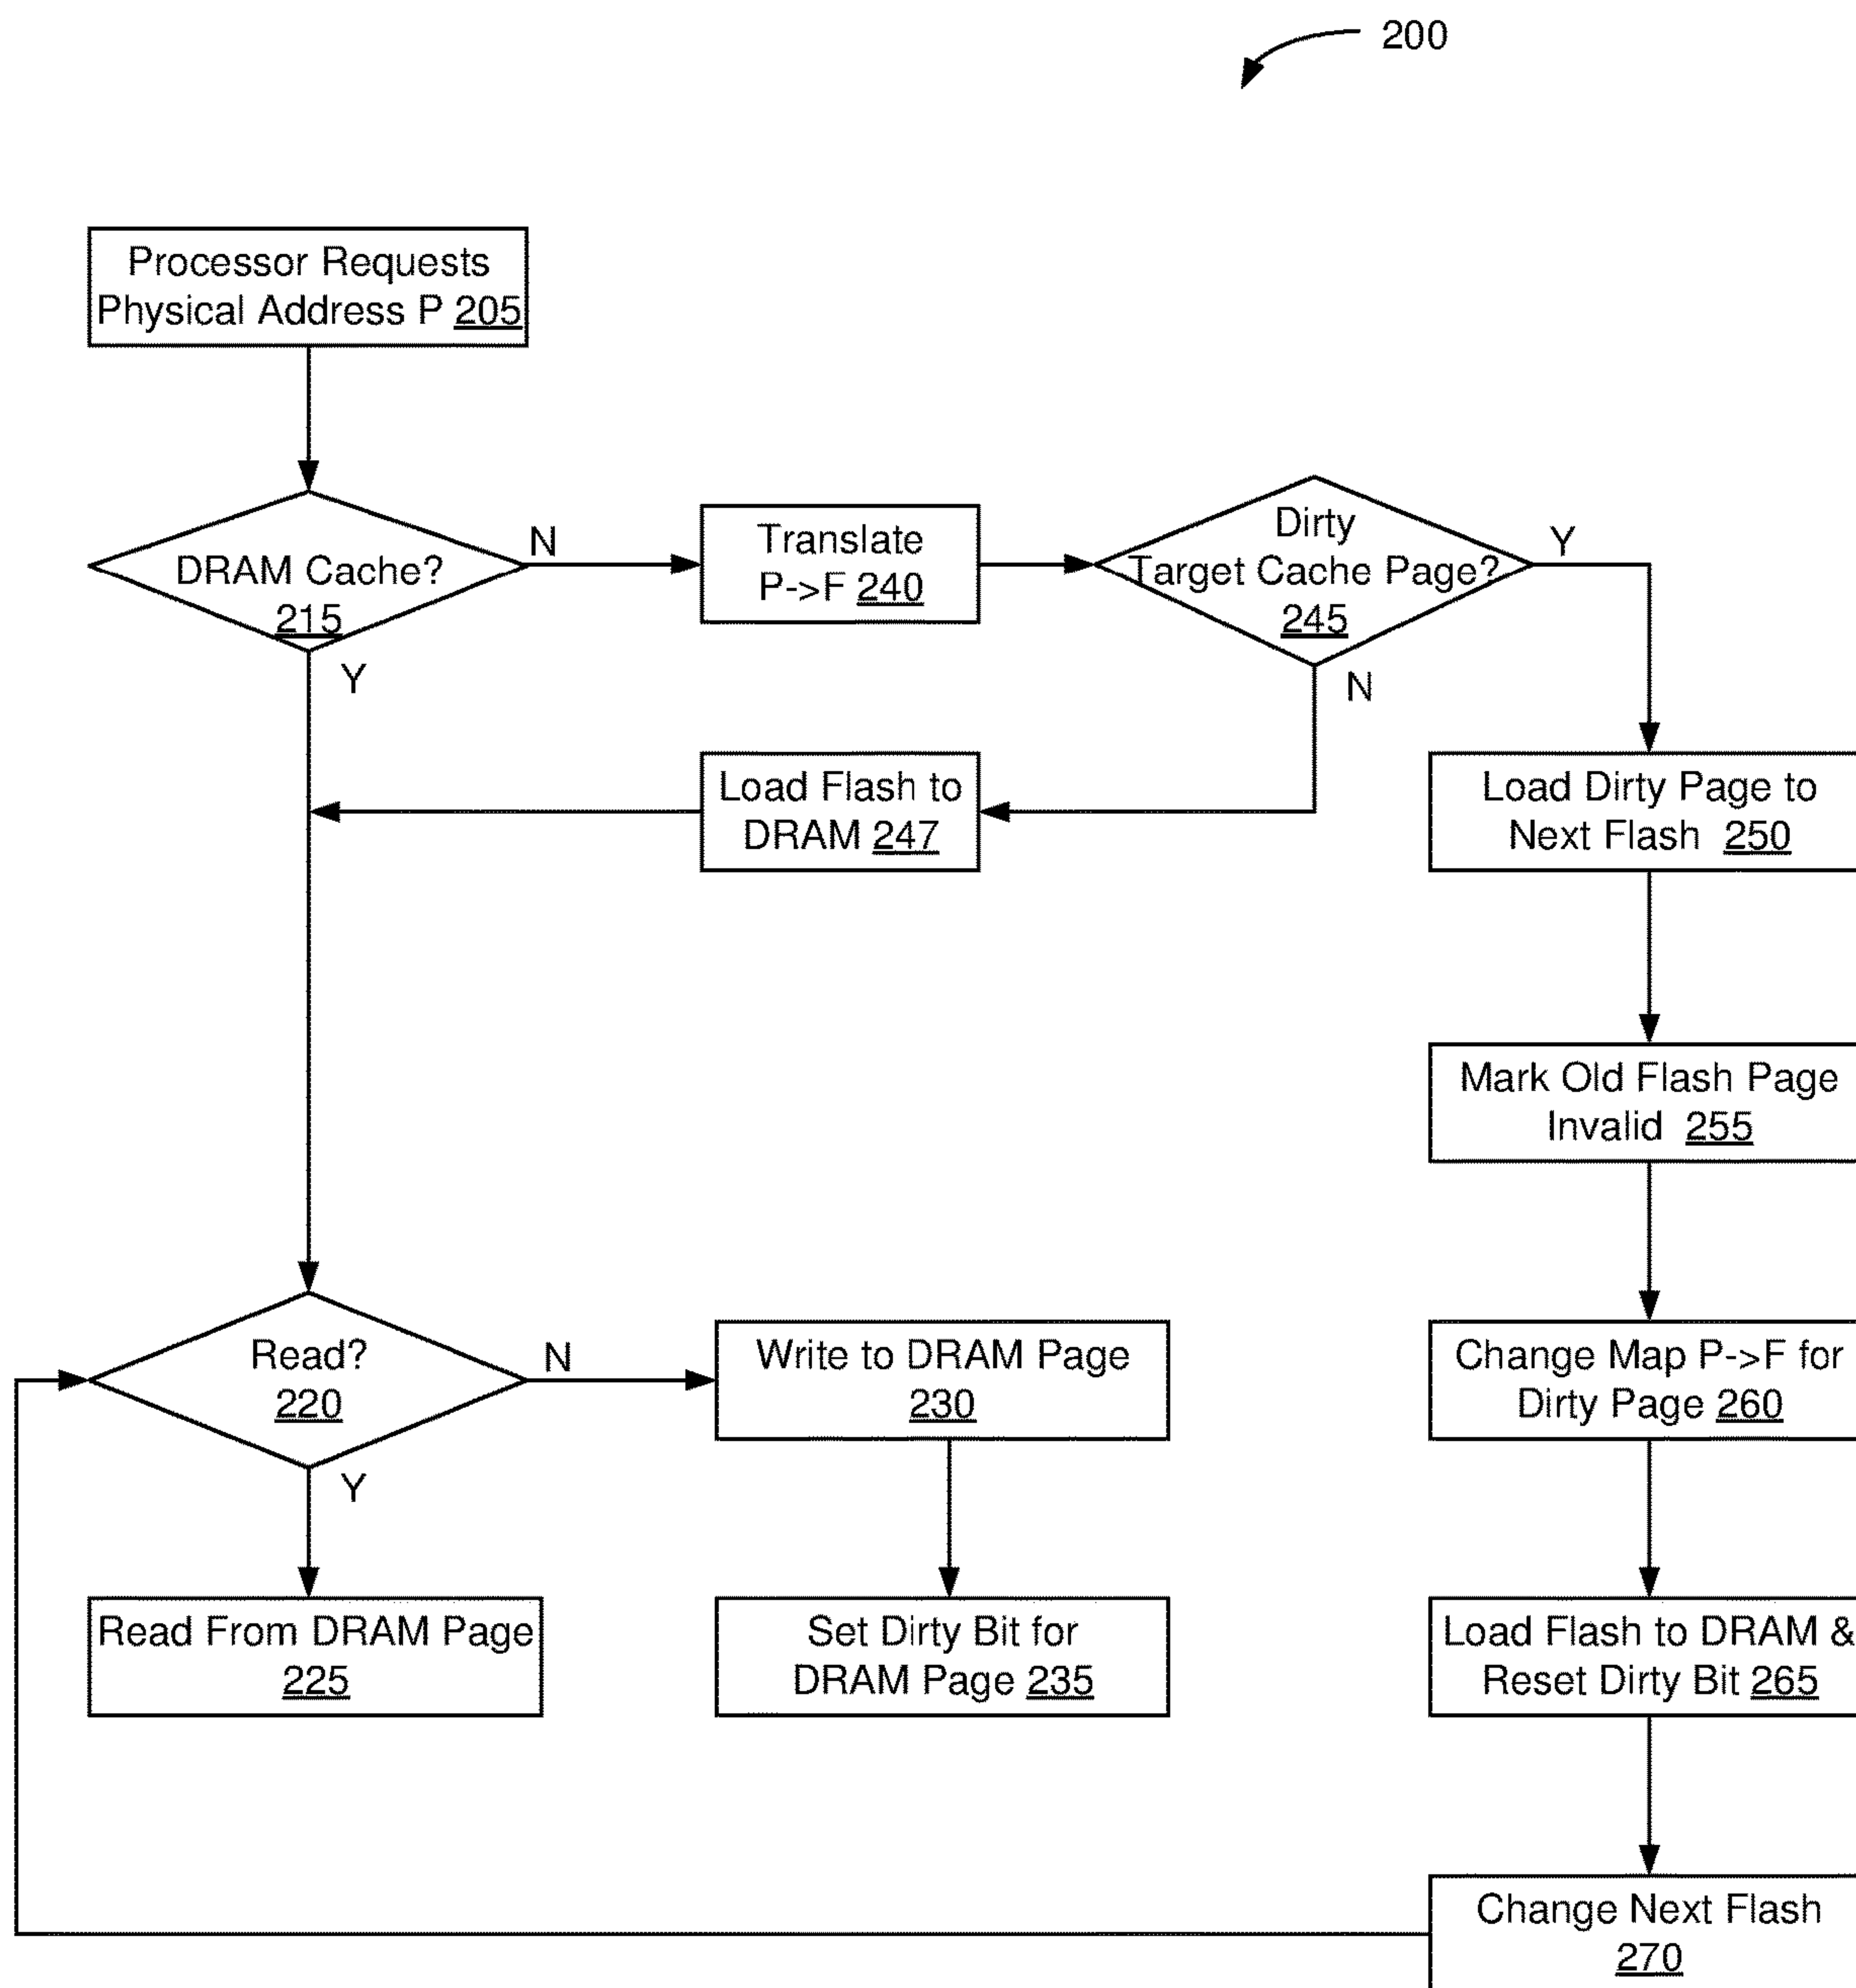 200
Processor Requests
Physical Address P 205
DRAM Cache?
215
N
Y
Translate
P->F 240
Dirty
Target Cache Page?
245
Y
N
Load Flash to
DRAM 247
Load Dirty Page to
Next Flash 250
Mark Old Flash Page
Invalid 255
Read?
220
N
Y
Write to DRAM Page
230
Change Map P->F for
Dirty Page 260
Read From DRAM Page
225
Set Dirty Bit for
DRAM Page 235
Load Flash to DRAM &
Reset Dirty Bit 265
Change Next Flash
270